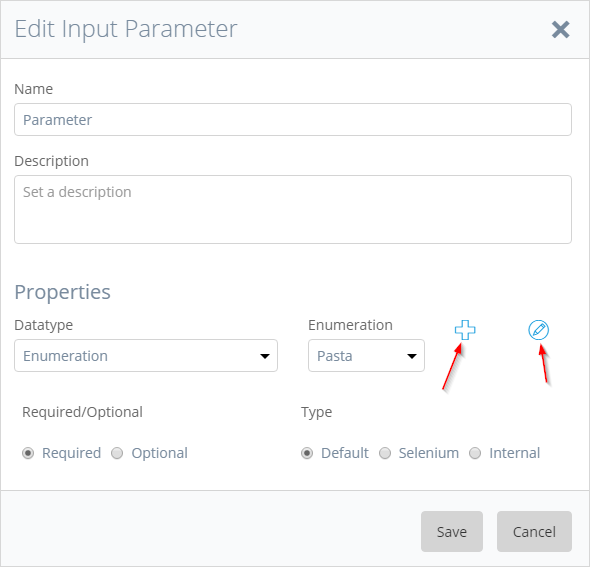 Edit Input Parameter
Name
Parameter
Description
Set a description
Properties
Datatype Enumeration
Enumeration Pasta
Required/Optional Type
Required Optional Default Selenium Internal
Save Cancel